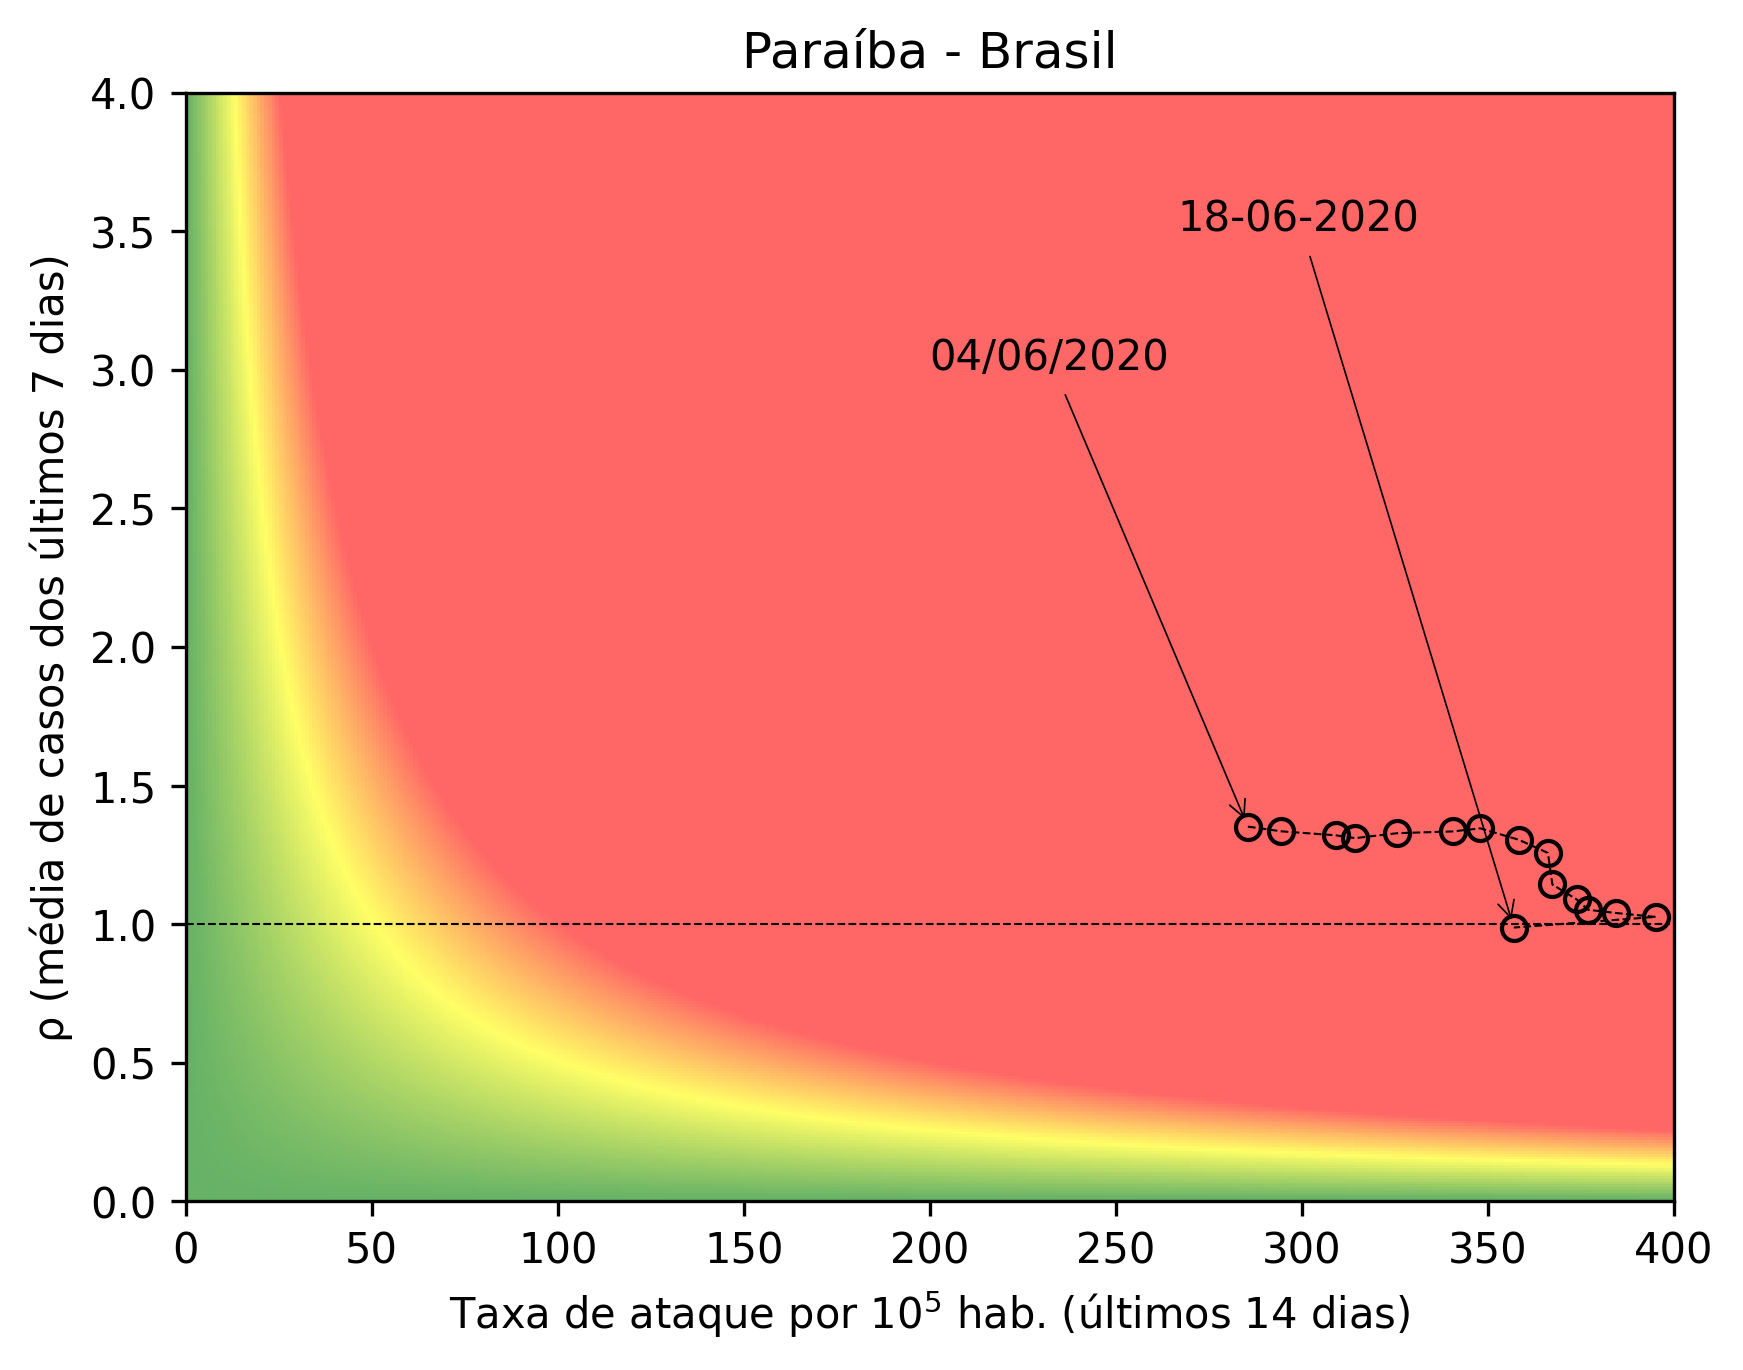 Paraíba - Brasil
ρ (média de casos dos últimos 7 dias)
4.0
3.5
3.0
2.5
2.0
1.5
1.0
0.5
0.0
18-06-2020
04/06/2020
0 50 100 150 200 250 300 350 400
Taxa de ataque por 10⁵ hab. (últimos 14 dias)